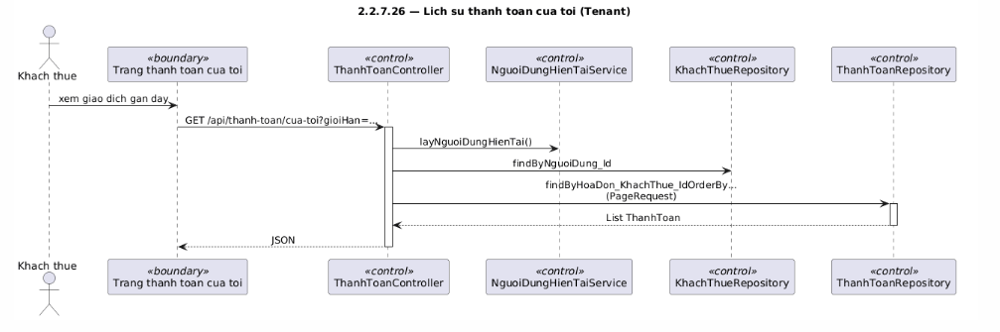 2.2.7.26 — Lich su thanh toan cua toi (Tenant)
Khach thue
«boundary»
Trang thanh toan cua toi
«control»
ThanhToanController
«control»
NguoiDungHienTaiService
«control»
KhachThueRepository
«control»
ThanhToanRepository
xem giao dich gan day
GET /api/thanh-toan/cua-toi?gioiHan=...
layNguoiDungHienTai()
findByNguoiDung_Id
findByHoaDon_KhachThue_IdOrderBy...
(PageRequest)
List ThanhToan
JSON
Khach thue
«boundary»
Trang thanh toan cua toi
«control»
ThanhToanController
«control»
NguoiDungHienTaiService
«control»
KhachThueRepository
«control»
ThanhToanRepository